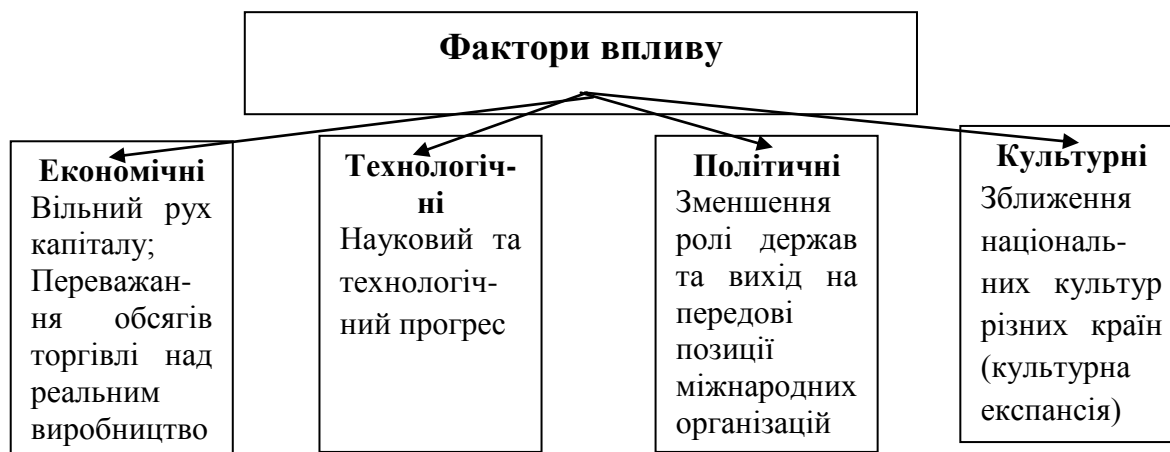 Фактори впливу
Економічні
Вільний рух
капіталу;
Переважан-
ня обсягів
торгівлі над
реальним
виробництво
Технологіч-
ні
Науковий та
технологіч-
ний прогрес
Політичні
Зменшення
ролі держав
та вихід на
передові
позиції
міжнародних
організацій
Культурні
Зближення
національ-
них культур
різних країн
(культурна
експансія)